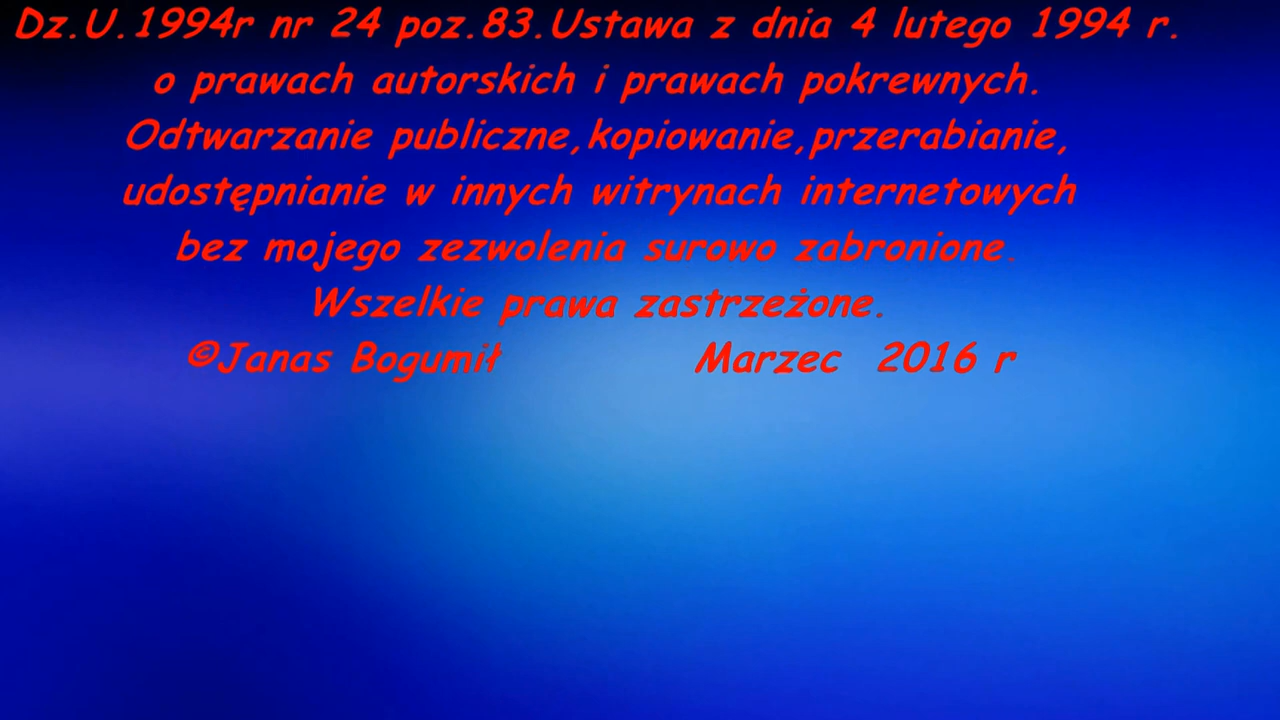 Dz.U.1994r nr 24 poz.83.Ustawa z dnia 4 lutego 1994 r.
o prawach autorskich i prawach pokrewnych.
Odtwarzanie publiczne,kopiowanie,przerabianie,
udostępnianie w innych witrynach internetowych
bez mojego zezwolenia surowo zabronione.
Wszelkie prawa zastrzeżone.
©Janas Bogumił Marzec 2016 r